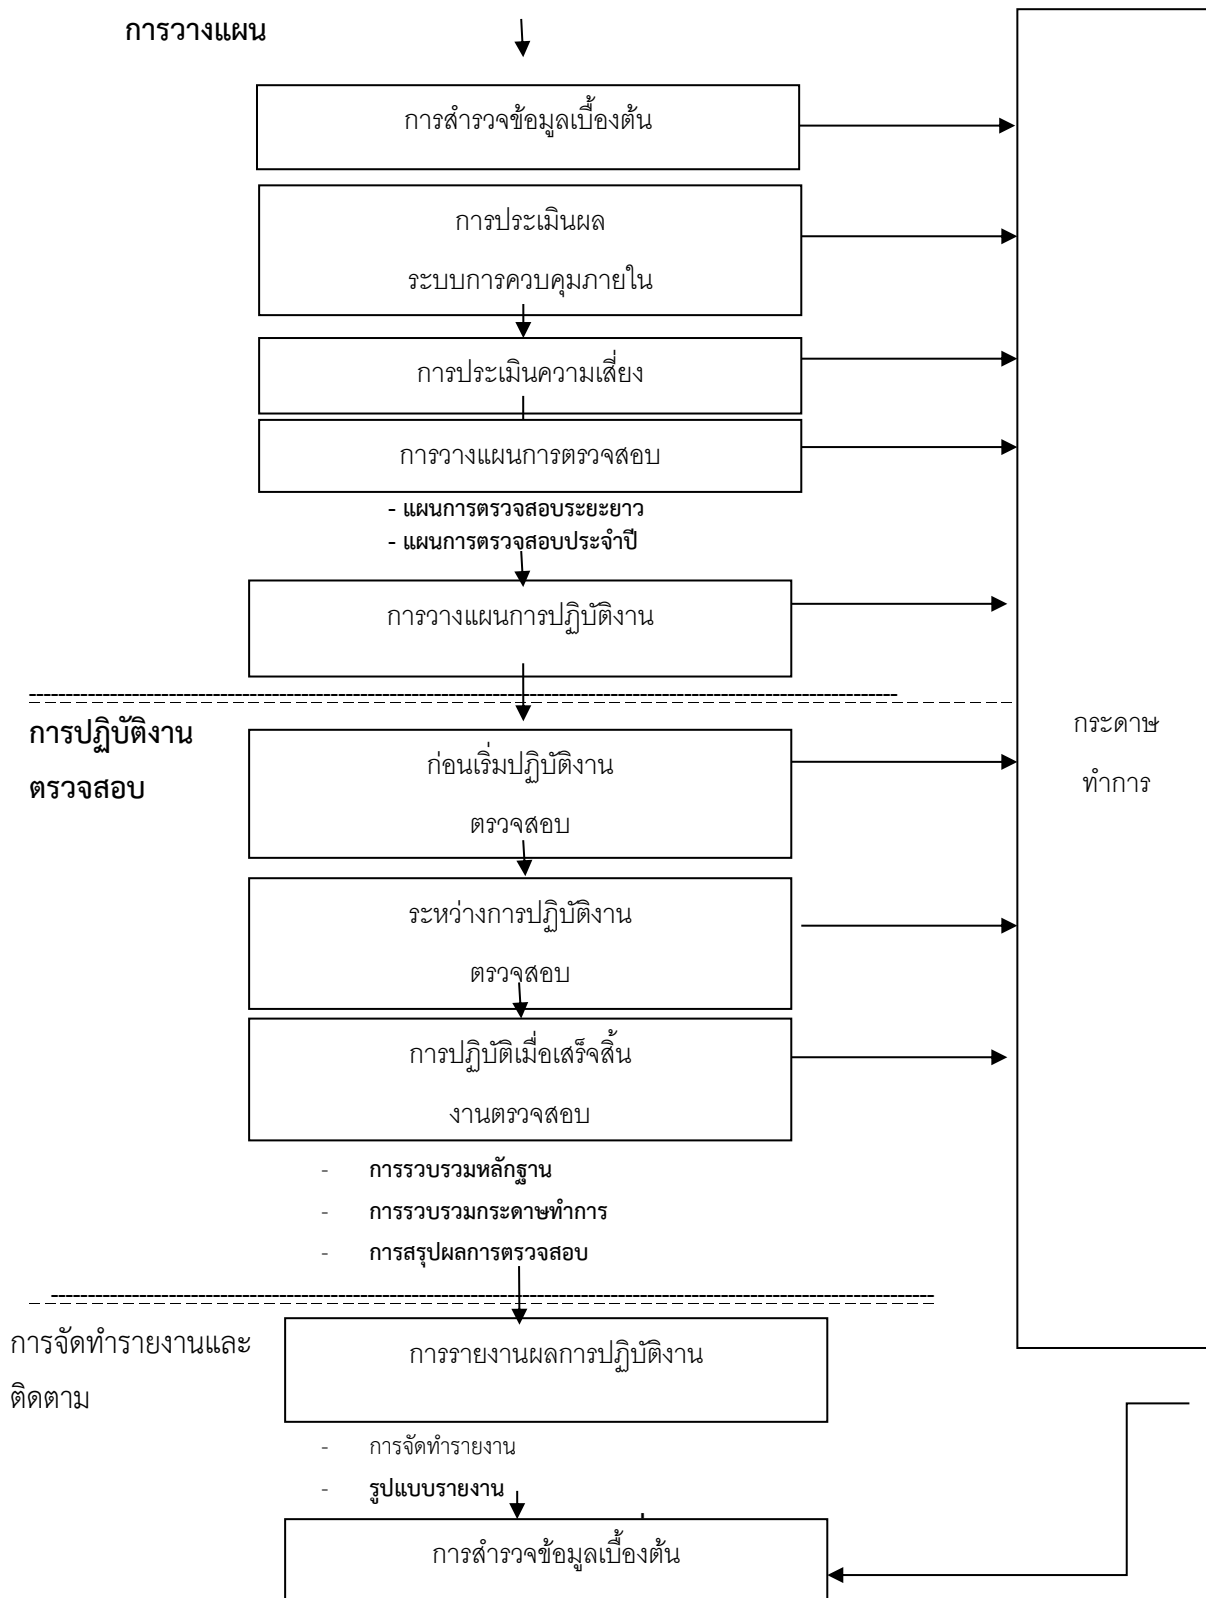 การวางแผน
การสำรวจข้อมูลเบื้องต้น
การประเมินผล
ระบบการควบคุมภายใน
การประเมินความเสี่ยง
การวางแผนการตรวจสอบ
- แผนการตรวจสอบระยะยาว
- แผนการตรวจสอบประจำปี
การวางแผนการปฏิบัติงาน
การปฏิบัติงาน
ตรวจสอบ
ก่อนเริ่มปฏิบัติงาน
ตรวจสอบ
ระหว่างการปฏิบัติงาน
ตรวจสอบ
การปฏิบัติเมื่อเสร็จสิ้น
งานตรวจสอบ
- การรวบรวมหลักฐาน
- การรวบรวมกระดาษทำการ
- การสรุปผลการตรวจสอบ
กระดาษ
ทำการ
การจัดทำรายงานและ
ติดตาม
การรายงานผลการปฏิบัติงาน
- การจัดทำรายงาน
- รูปแบบรายงาน
การสำรวจข้อมูลเบื้องต้น